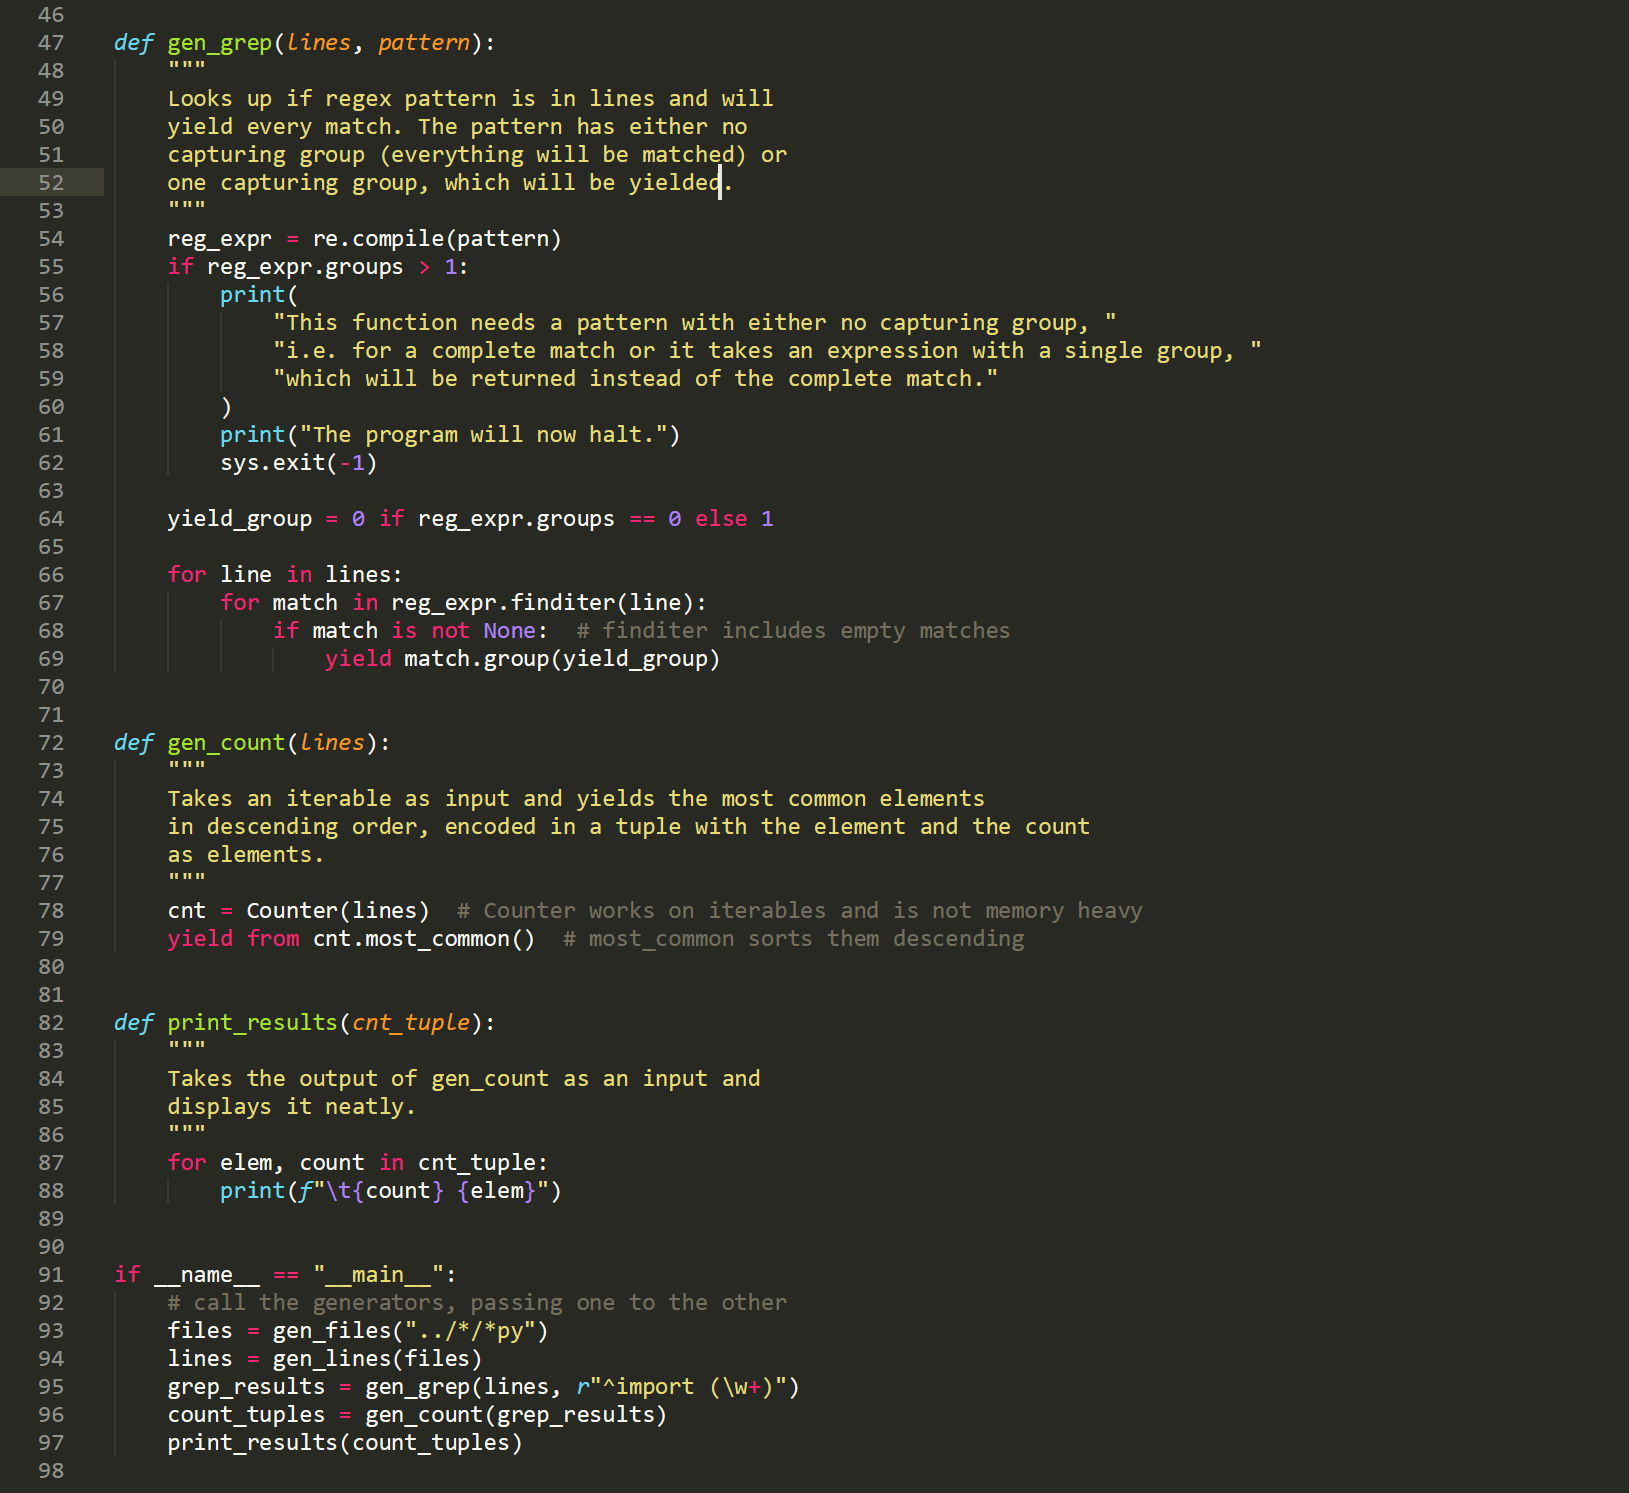 46
47 def gen_grep(lines, pattern):
48     """
49     Looks up if regex pattern is in lines and will
50     yield every match. The pattern has either no
51     capturing group (everything will be matched) or
52     one capturing group, which will be yielded.
53     """
54     reg_expr = re.compile(pattern)
55     if reg_expr.groups > 1:
56         print(
57             "This function needs a pattern with either no capturing group, "
58             "i.e. for a complete match or it takes an expression with a single group, "
59             "which will be returned instead of the complete match."
60         )
61         print("The program will now halt.")
62         sys.exit(-1)
63
64     yield_group = 0 if reg_expr.groups == 0 else 1
65
66     for line in lines:
67         for match in reg_expr.finditer(line):
68             if match is not None:  # finditer includes empty matches
69                 yield match.group(yield_group)
70
71
72 def gen_count(lines):
73     """
74     Takes an iterable as input and yields the most common elements
75     in descending order, encoded in a tuple with the element and the count
76     as elements.
77     """
78     cnt = Counter(lines)  # Counter works on iterables and is not memory heavy
79     yield from cnt.most_common()  # most_common sorts them descending
80
81
82 def print_results(cnt_tuple):
83     """
84     Takes the output of gen_count as an input and
85     displays it neatly.
86     """
87     for elem, count in cnt_tuple:
88         print(f"\t{count} {elem}")
89
90
91 if __name__ == "__main__":
92     # call the generators, passing one to the other
93     files = gen_files("../*/*py")
94     lines = gen_lines(files)
95     grep_results = gen_grep(lines, r"^import (\w+)")
96     count_tuples = gen_count(grep_results)
97     print_results(count_tuples)
98